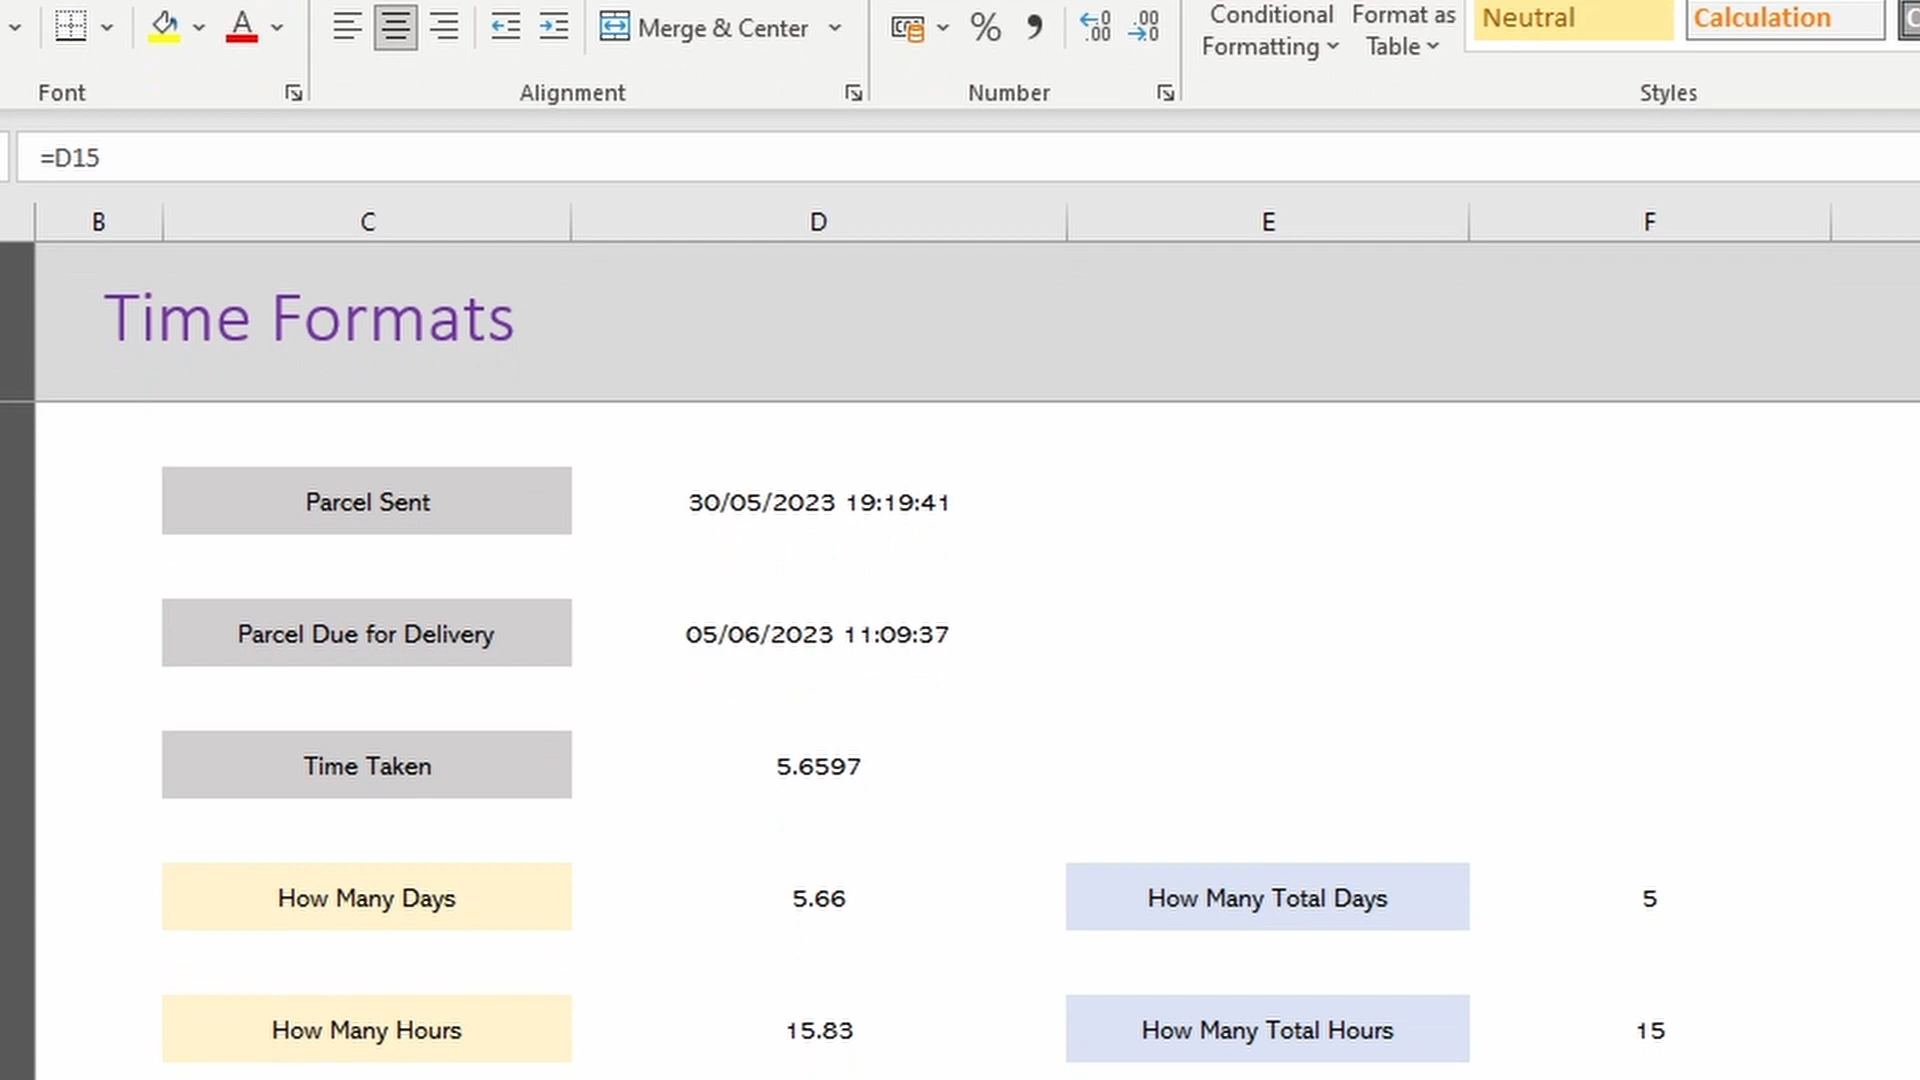 Merge & Center
Conditional Formatting
Format as Table
Neutral
Calculation
Font
Alignment
Number
Styles
=D15
B C D E F
Time Formats
Parcel Sent 30/05/2023 19:19:41
Parcel Due for Delivery 05/06/2023 11:09:37
Time Taken 5.6597
How Many Days 5.66 How Many Total Days 5
How Many Hours 15.83 How Many Total Hours 15